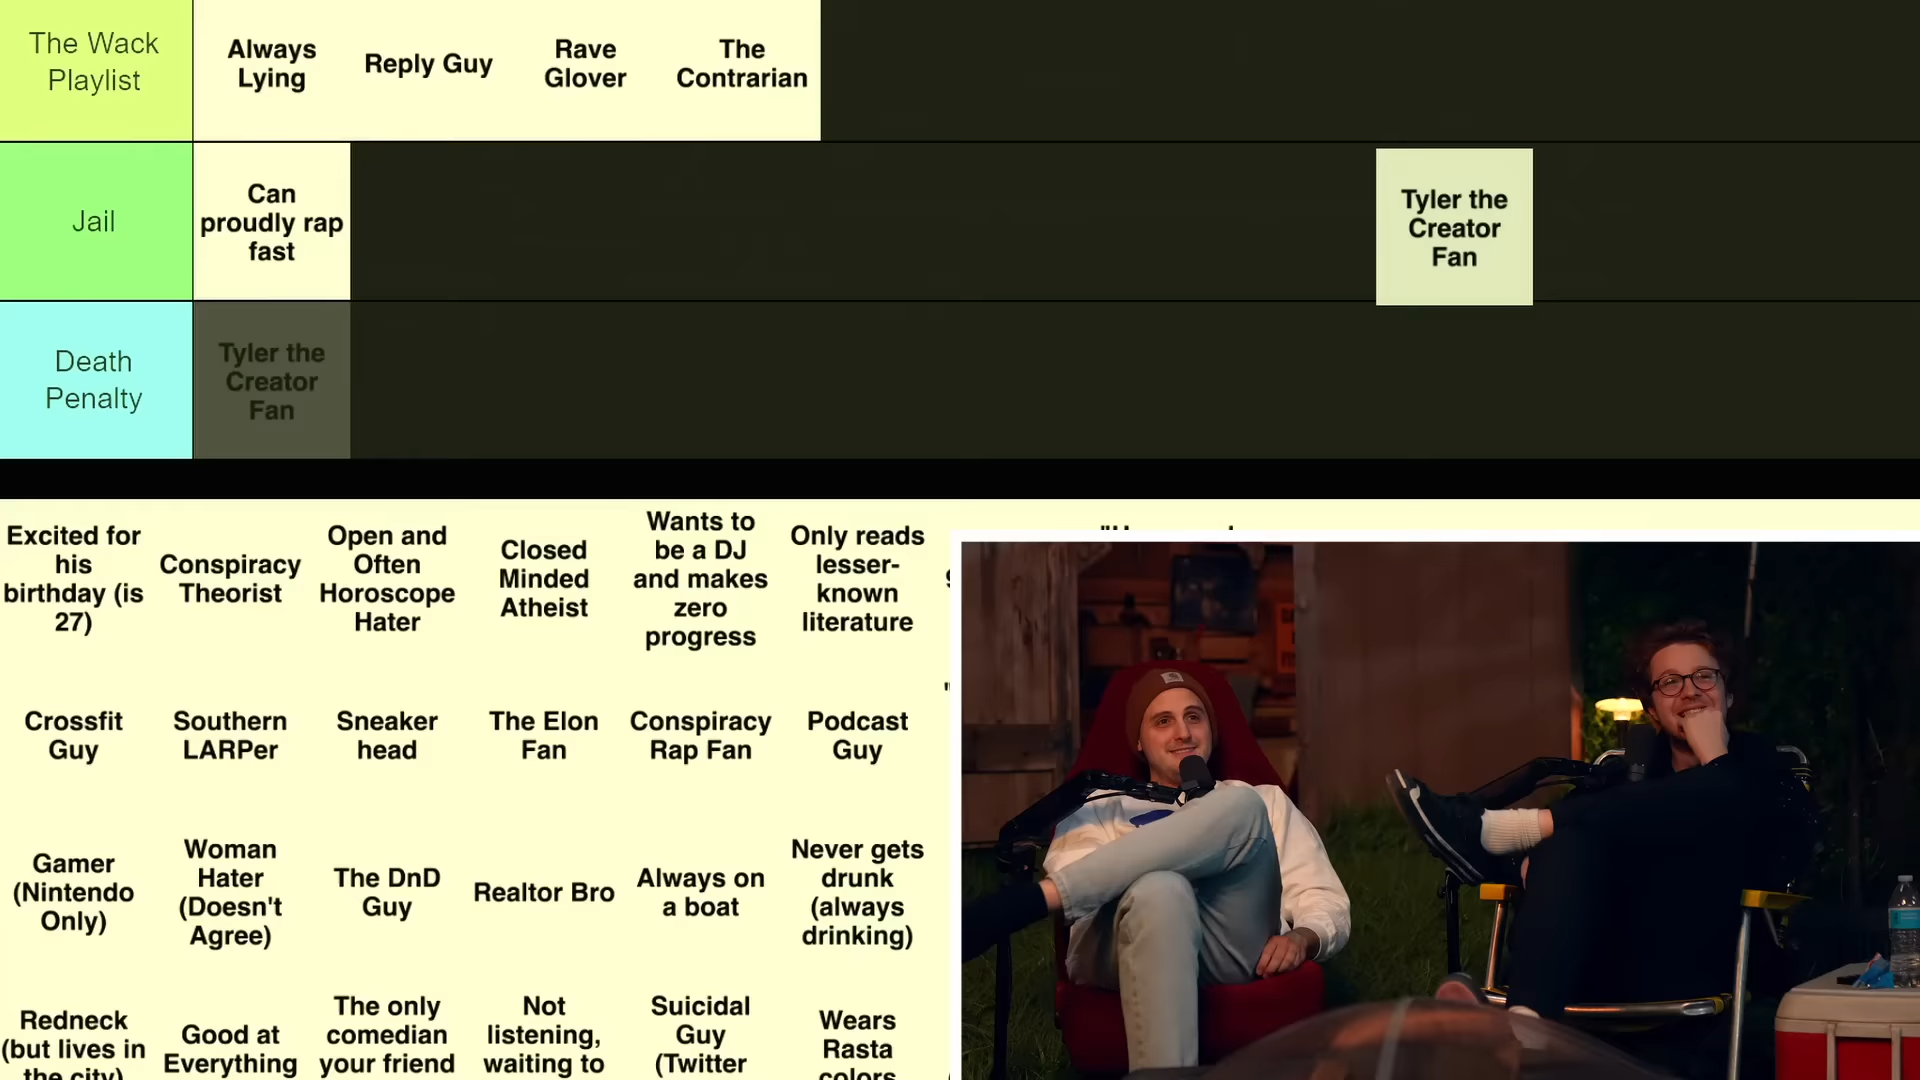 The Wack
Playlist
Always
Lying
Reply Guy
Rave
Glover
The
Contrarian
Jail
Can
proudly rap
fast
Tyler the
Creator
Fan
Death
Penalty
Tyler the
Creator
Fan
Excited for
his
birthday (is
27)
Conspiracy
Theorist
Open and
Often
Horoscope
Hater
Closed
Minded
Atheist
Wants to
be a DJ
and makes
zero
progress
Only reads
lesser-
known
literature
Crossfit
Guy
Southern
LARPer
Sneaker
head
The Elon
Fan
Conspiracy
Rap Fan
Podcast
Guy
Gamer
(Nintendo
Only)
Woman
Hater
(Doesn't
Agree)
The DnD
Guy
Realtor Bro
Always on
a boat
Never gets
drunk
(always
drinking)
Redneck
(but lives in
the city)
Good at
Everything
The only
comedian
your friend
Not
listening,
waiting to
Suicidal
Guy
(Twitter
Wears
Rasta
colors